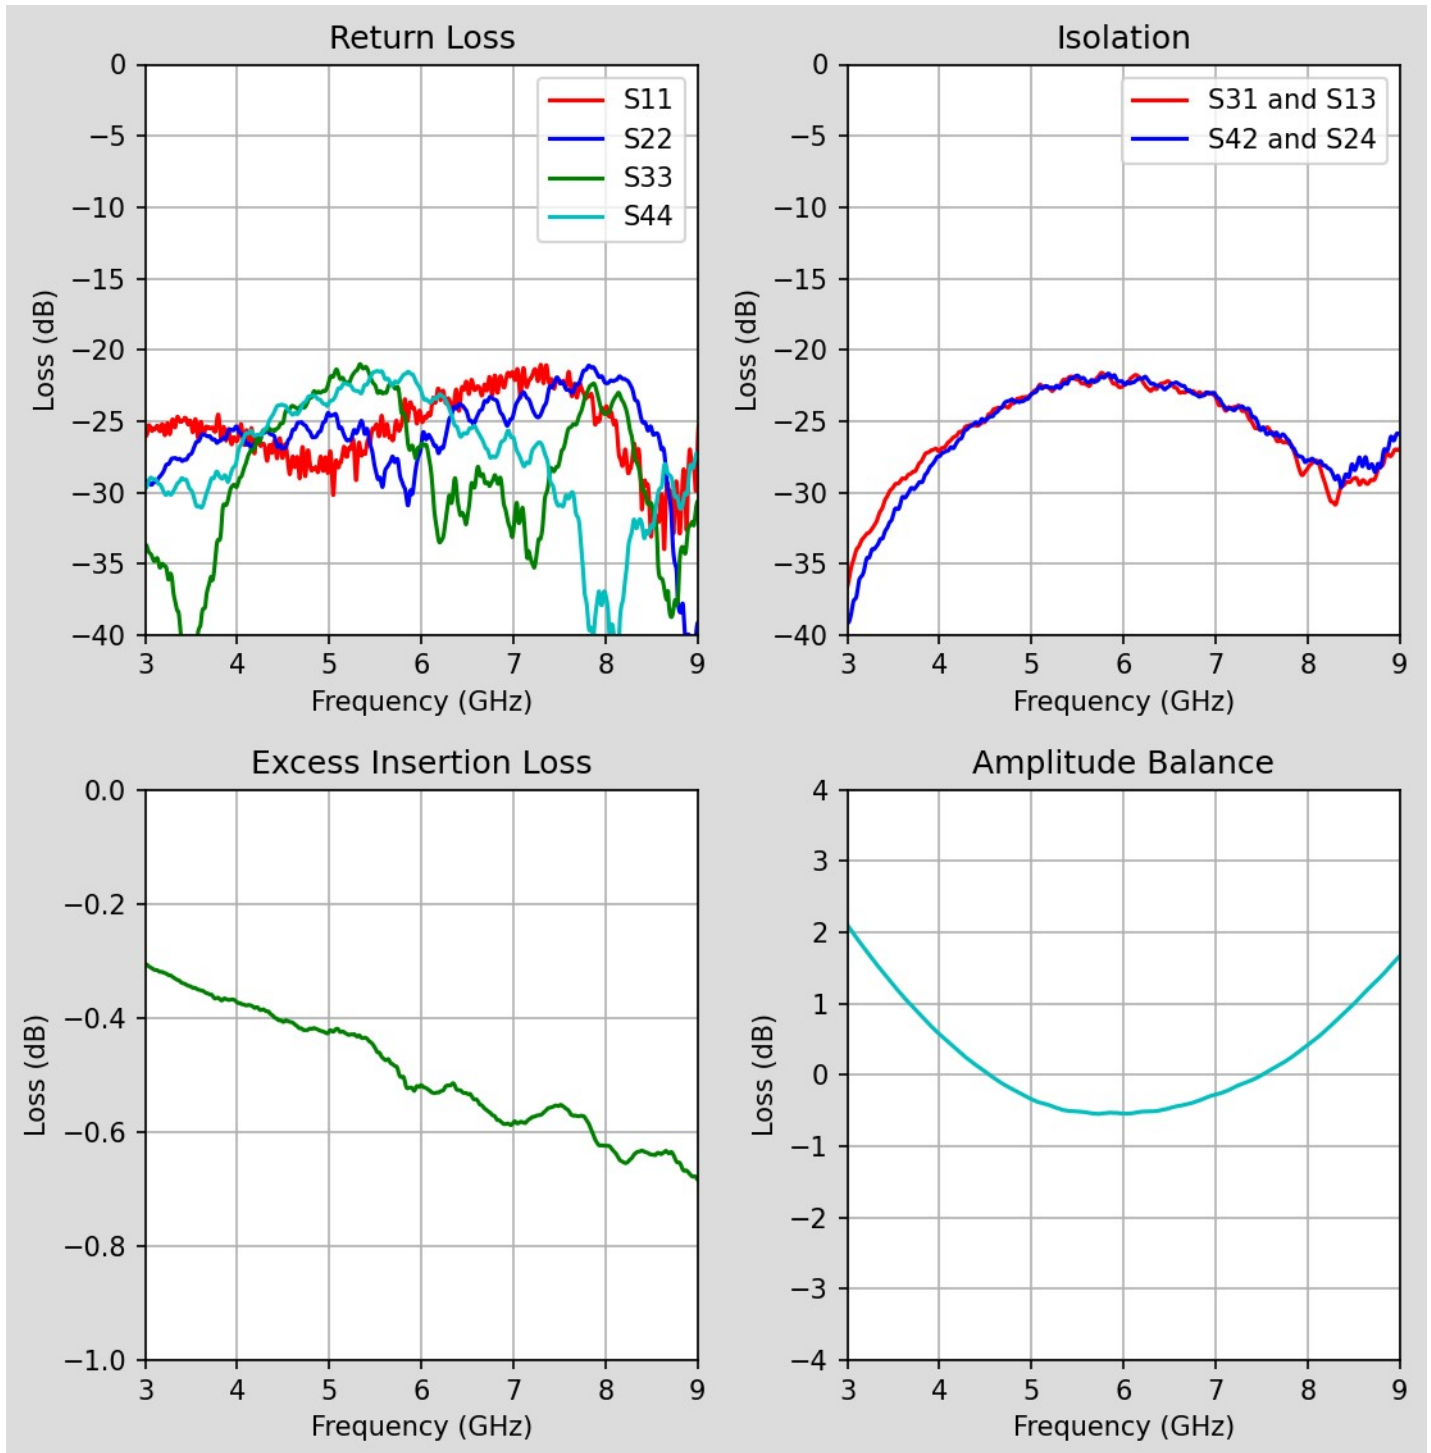 Return Loss
0
−5
−10
−15
−20
−25
−30
−35
−40
Loss (dB)
S11
S22
S33
S44
3 4 5 6 7 8 9
Frequency (GHz)
Isolation
0
−5
−10
−15
−20
−25
−30
−35
−40
Loss (dB)
S31 and S13
S42 and S24
3 4 5 6 7 8 9
Frequency (GHz)
Excess Insertion Loss
0.0
−0.2
−0.4
−0.6
−0.8
−1.0
Loss (dB)
3 4 5 6 7 8 9
Frequency (GHz)
Amplitude Balance
4
3
2
1
0
−1
−2
−3
−4
Loss (dB)
3 4 5 6 7 8 9
Frequency (GHz)